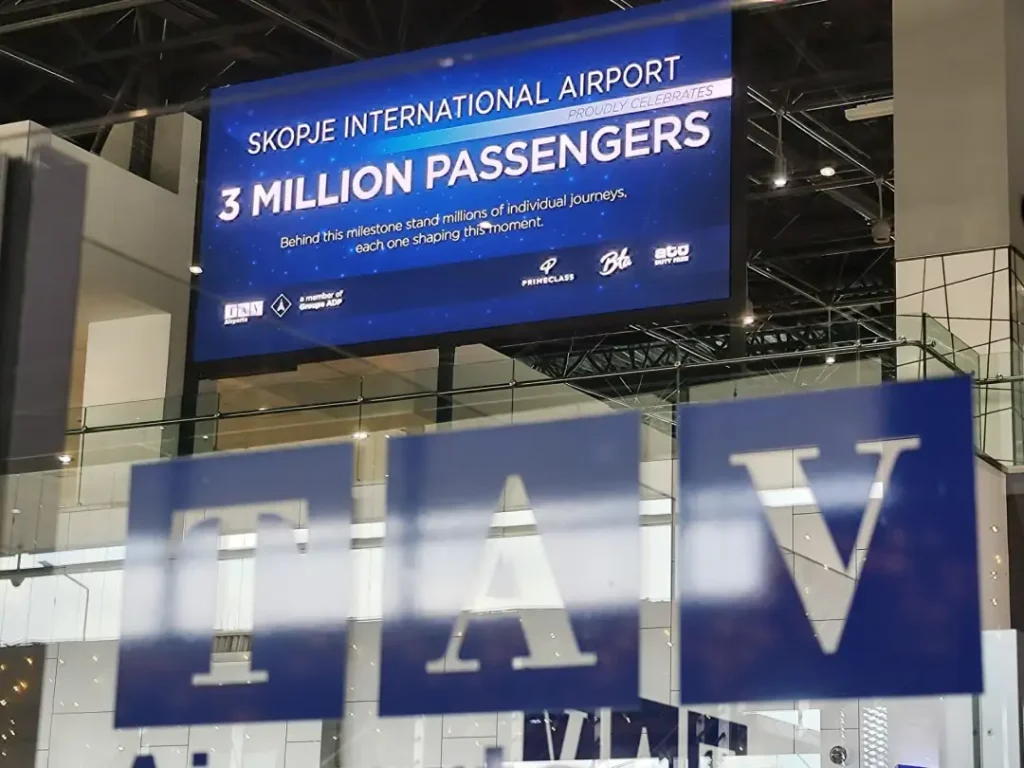 SKOPJE INTERNATIONAL AIRPORT
PROUDLY CELEBRATES
3 MILLION PASSENGERS
Behind this milestone stand millions of individual journeys,
each one shaping this moment.
TAV
Airports
a member of
Groupe ADP
PRIMECLASS
Bta
atü
DUTY FREE
TAV